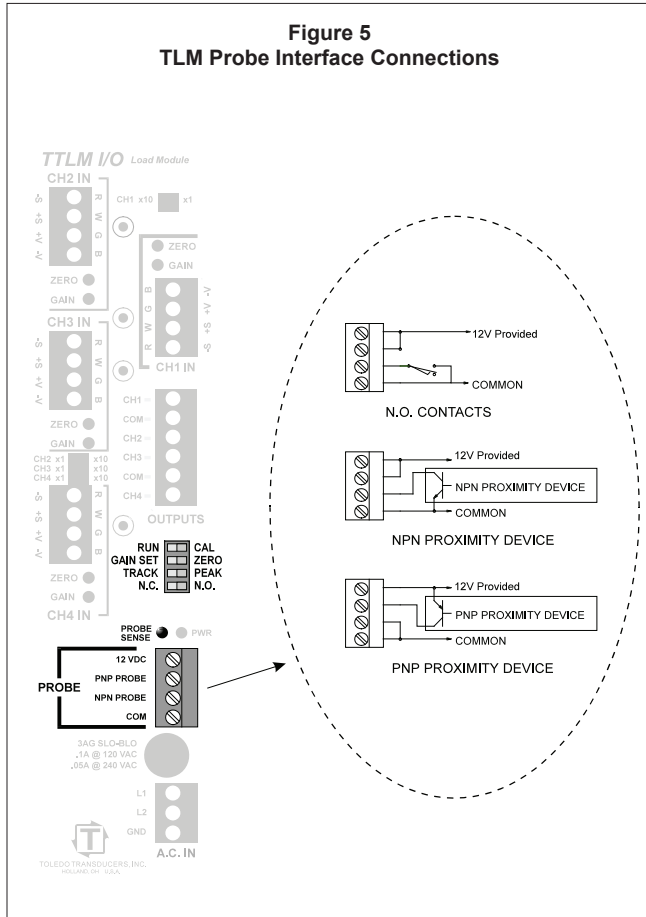 Figure 5
TLM Probe Interface Connections
TTLM I/O Load Module
CH2 IN
-S
+S
+V
-V
R
W
G
B
CH1 x10
x1
ZERO
GAIN
ZERO
GAIN
B
G
W
R
-V
+V
+S
-S
CH1 IN
CH3 IN
-S
+S
+V
-V
R
W
G
B
ZERO
GAIN
CH2 x1 x10
CH3 x1 x10
CH4 x1 x10
-S
+S
+V
-V
R
W
G
B
ZERO
GAIN
CH4 IN
CH1
COM
CH2
CH3
COM
CH4
OUTPUTS
RUN CAL
GAIN SET ZERO
TRACK PEAK
N.C. N.O.
PROBE
SENSE
PWR
PROBE
12 VDC
PNP PROBE
NPN PROBE
COM
3AG SLO-BLO
.1A @ 120 VAC
.05A @ 240 VAC
L1
L2
GND
A.C. IN
T
TOLEDO TRANSDUCERS, INC.
HOLLAND, OH U.S.A.
12V Provided
COMMON
N.O. CONTACTS
12V Provided
NPN PROXIMITY DEVICE
COMMON
NPN PROXIMITY DEVICE
12V Provided
PNP PROXIMITY DEVICE
COMMON
PNP PROXIMITY DEVICE